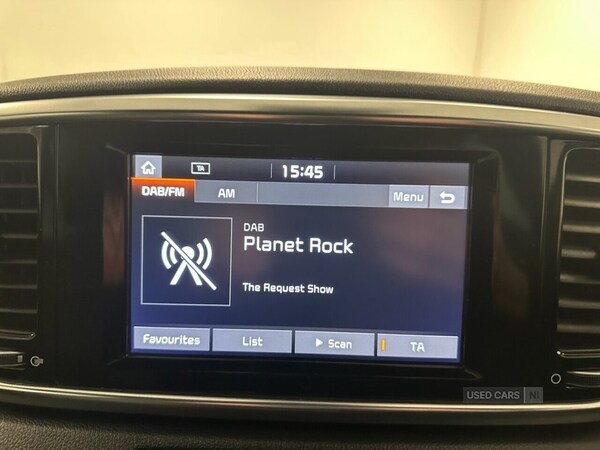 TA 15:45
DAB/FM AM Menu
DAB
Planet Rock
The Request Show
Favourites List Scan TA
USED CARS NI